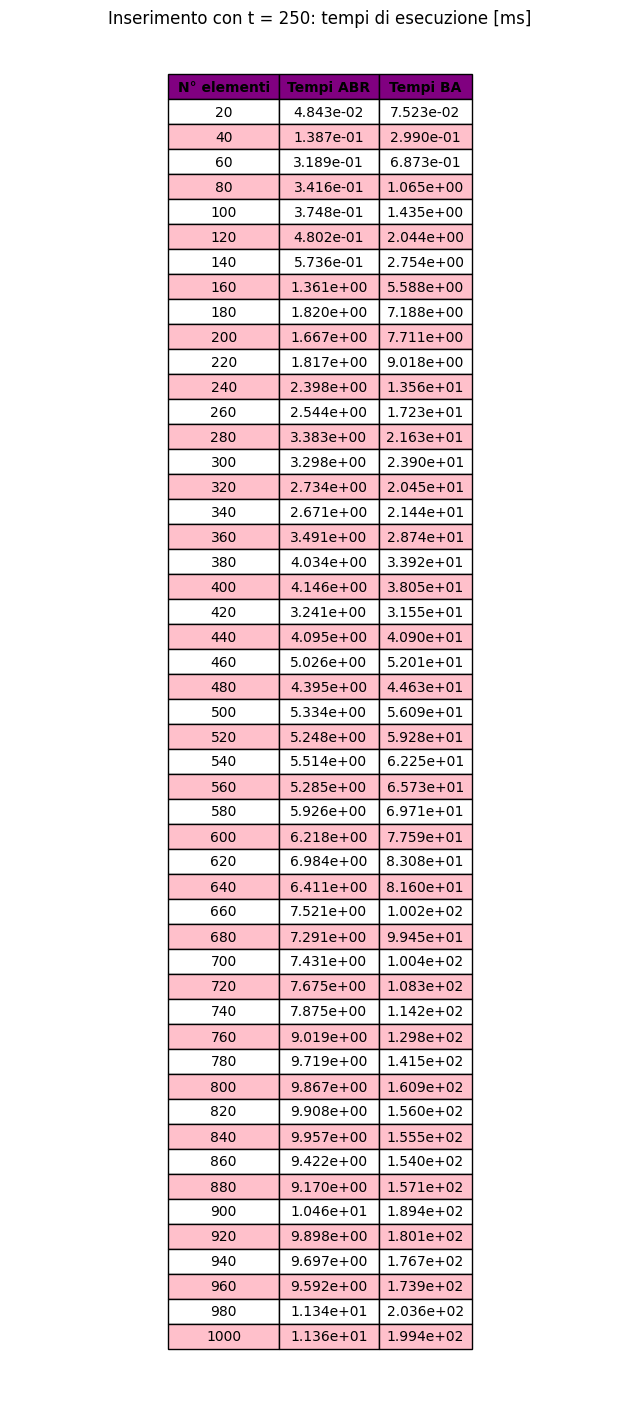 Inserimento con t = 250: tempi di esecuzione [ms]
N° elementi Tempi ABR Tempi BA
20 4.843e-02 7.523e-02
40 1.387e-01 2.990e-01
60 3.189e-01 6.873e-01
80 3.416e-01 1.065e+00
100 3.748e-01 1.435e+00
120 4.802e-01 2.044e+00
140 5.736e-01 2.754e+00
160 1.361e+00 5.588e+00
180 1.820e+00 7.188e+00
200 1.667e+00 7.711e+00
220 1.817e+00 9.018e+00
240 2.398e+00 1.356e+01
260 2.544e+00 1.723e+01
280 3.383e+00 2.163e+01
300 3.298e+00 2.390e+01
320 2.734e+00 2.045e+01
340 2.671e+00 2.144e+01
360 3.491e+00 2.874e+01
380 4.034e+00 3.392e+01
400 4.146e+00 3.805e+01
420 3.241e+00 3.155e+01
440 4.095e+00 4.090e+01
460 5.026e+00 5.201e+01
480 4.395e+00 4.463e+01
500 5.334e+00 5.609e+01
520 5.248e+00 5.928e+01
540 5.514e+00 6.225e+01
560 5.285e+00 6.573e+01
580 5.926e+00 6.971e+01
600 6.218e+00 7.759e+01
620 6.984e+00 8.308e+01
640 6.411e+00 8.160e+01
660 7.521e+00 1.002e+02
680 7.291e+00 9.945e+01
700 7.431e+00 1.004e+02
720 7.675e+00 1.083e+02
740 7.875e+00 1.142e+02
760 9.019e+00 1.298e+02
780 9.719e+00 1.415e+02
800 9.867e+00 1.609e+02
820 9.908e+00 1.560e+02
840 9.957e+00 1.555e+02
860 9.422e+00 1.540e+02
880 9.170e+00 1.571e+02
900 1.046e+01 1.894e+02
920 9.898e+00 1.801e+02
940 9.697e+00 1.767e+02
960 9.592e+00 1.739e+02
980 1.134e+01 2.036e+02
1000 1.136e+01 1.994e+02